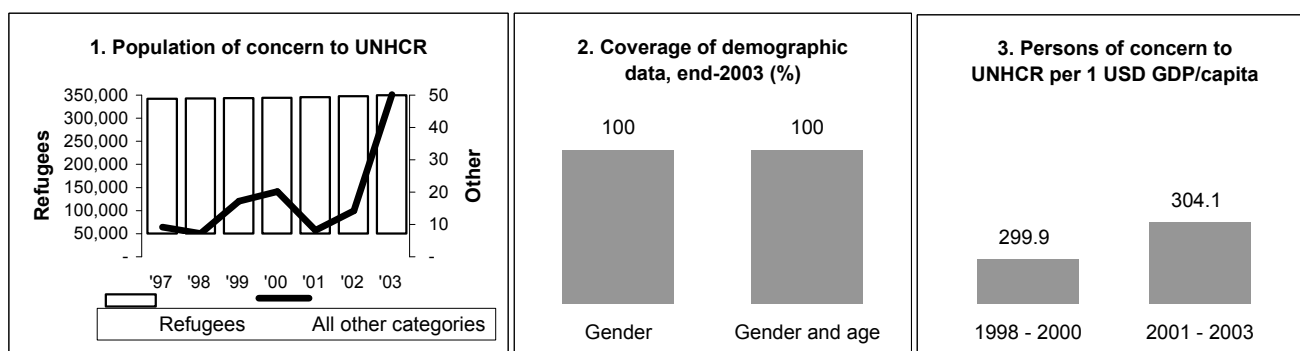 1. Population of concern to UNHCR
350,000
300,000
250,000
200,000
150,000
100,000
50,000
-
Refugees
50
40
30
20
10
-
Other
'97 '98 '99 '00 '01 '02 '03
Refugees All other categories
2. Coverage of demographic
data, end-2003 (%)
100 100
Gender Gender and age
3. Persons of concern to
UNHCR per 1 USD GDP/capita
299.9
304.1
1998 - 2000 2001 - 2003